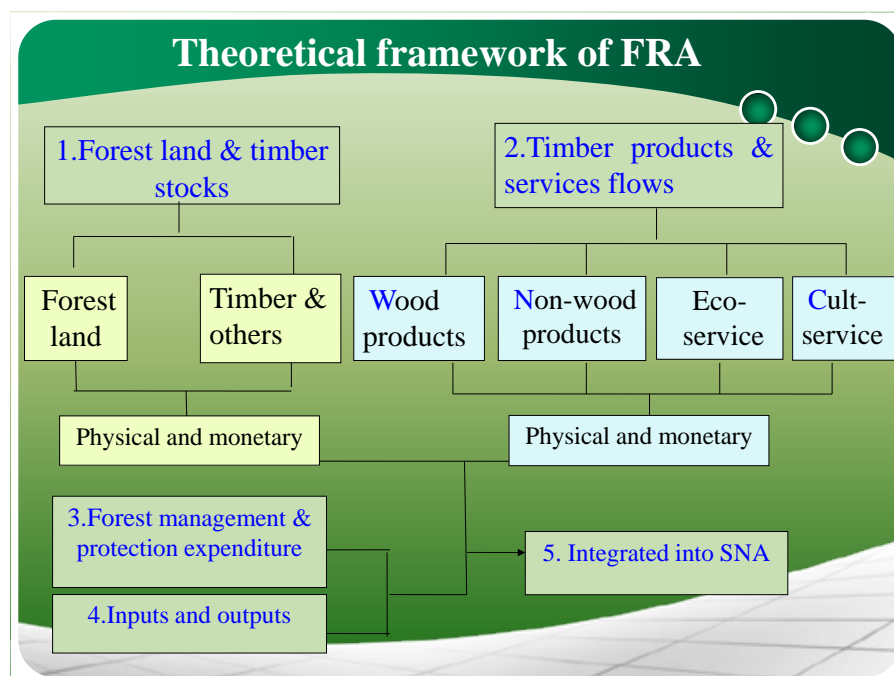 Theoretical framework of FRA
1.Forest land & timber
stocks
2.Timber products &
services flows
Forest
land
Timber &
others
Wood
products
Non-wood
products
Eco-
service
Cult-
service
Physical and monetary
Physical and monetary
3.Forest management &
protection expenditure
5. Integrated into SNA
4.Inputs and outputs